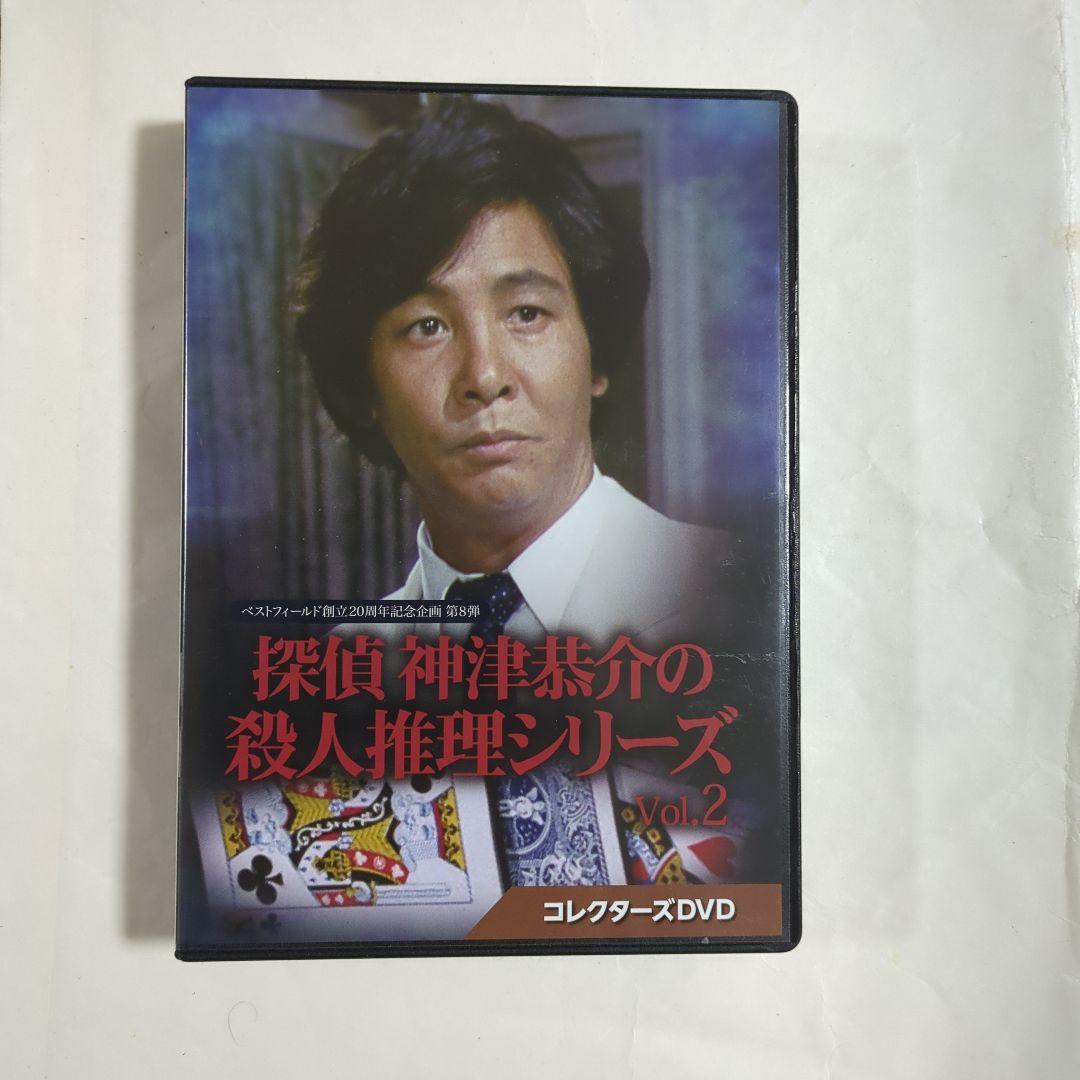 ベストフィールド創立20周年記念企画 第8弾
探偵 神津恭介の
殺人推理シリーズ
Vol.2
コレクターズDVD